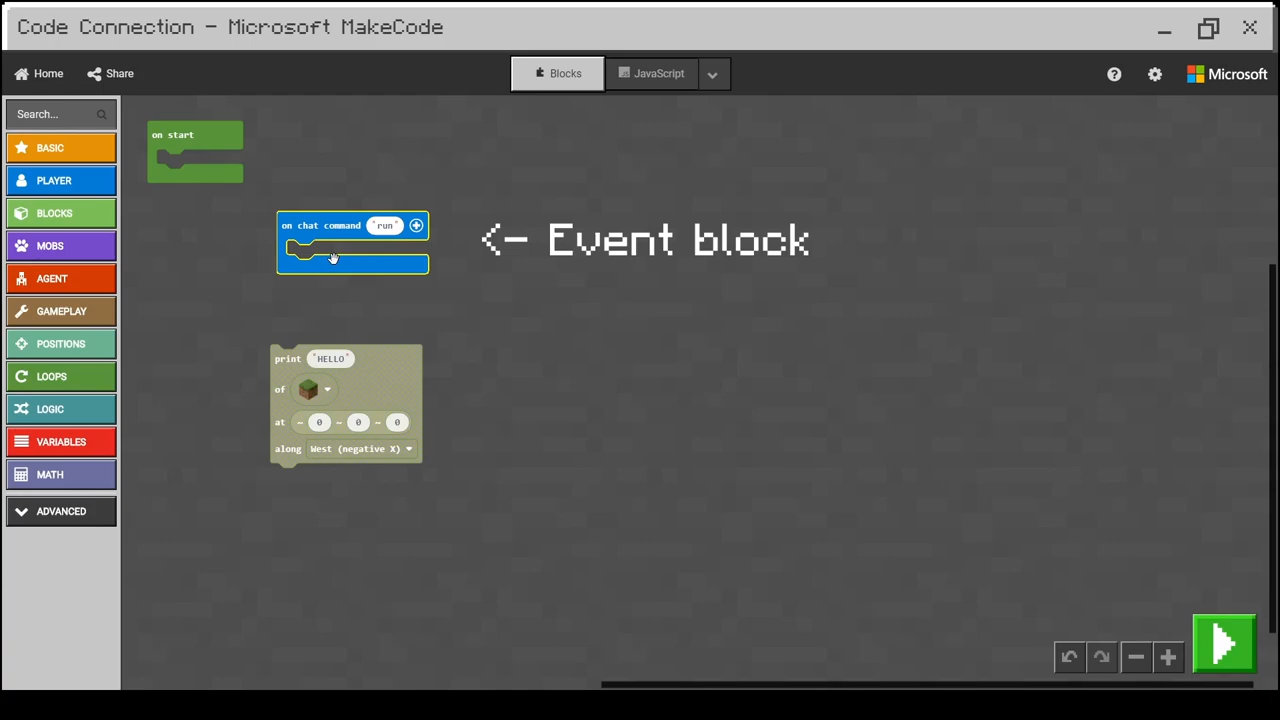 Code Connection - Microsoft MakeCode
Home Share Blocks JavaScript Microsoft
Search...
BASIC
PLAYER
BLOCKS
MOBS
AGENT
GAMEPLAY
POSITIONS
LOOPS
LOGIC
VARIABLES
MATH
ADVANCED
on start
on chat command "run"
<- Event block
print "HELLO"
of
at ~ 0 ~ 0 ~ 0
along West (negative X)